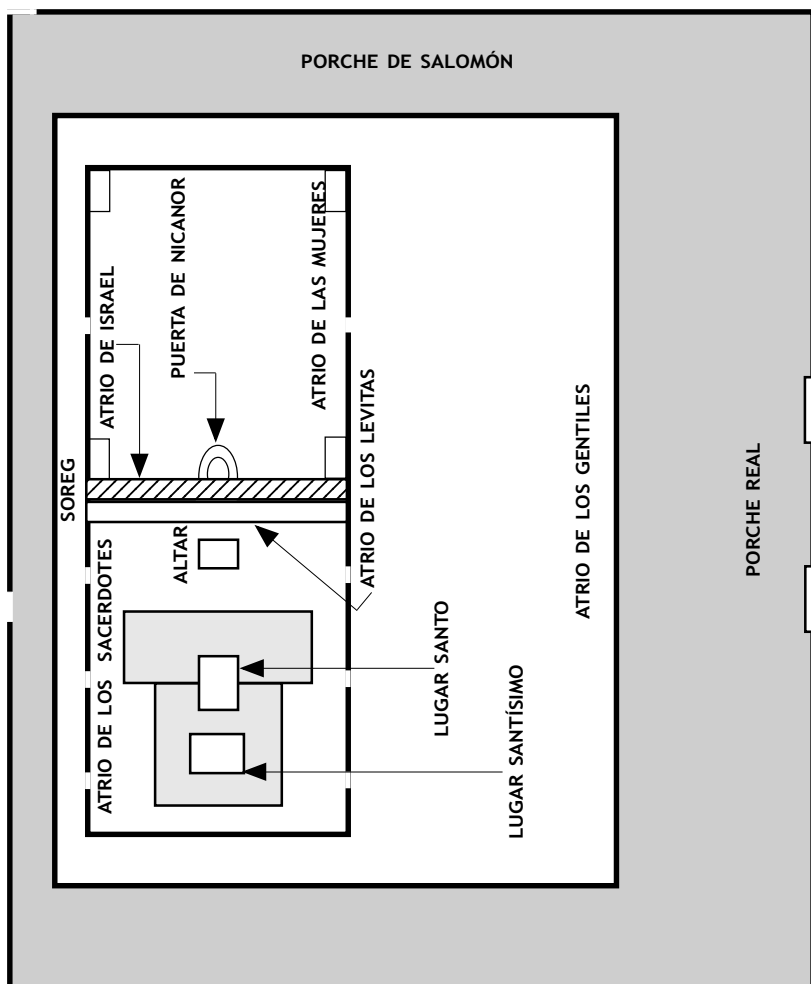 PORCHE DE SALOMÓN
SOREG
ATRIO DE ISRAEL
PUERTA DE NICANOR
ATRIO DE LAS MUJERES
ATRIO DE LOS LEVITAS
ATRIO DE LOS GENTILES
PORCHE REAL
ATRIO DE LOS SACERDOTES
ALTAR
LUGAR SANTO
LUGAR SANTÍSIMO